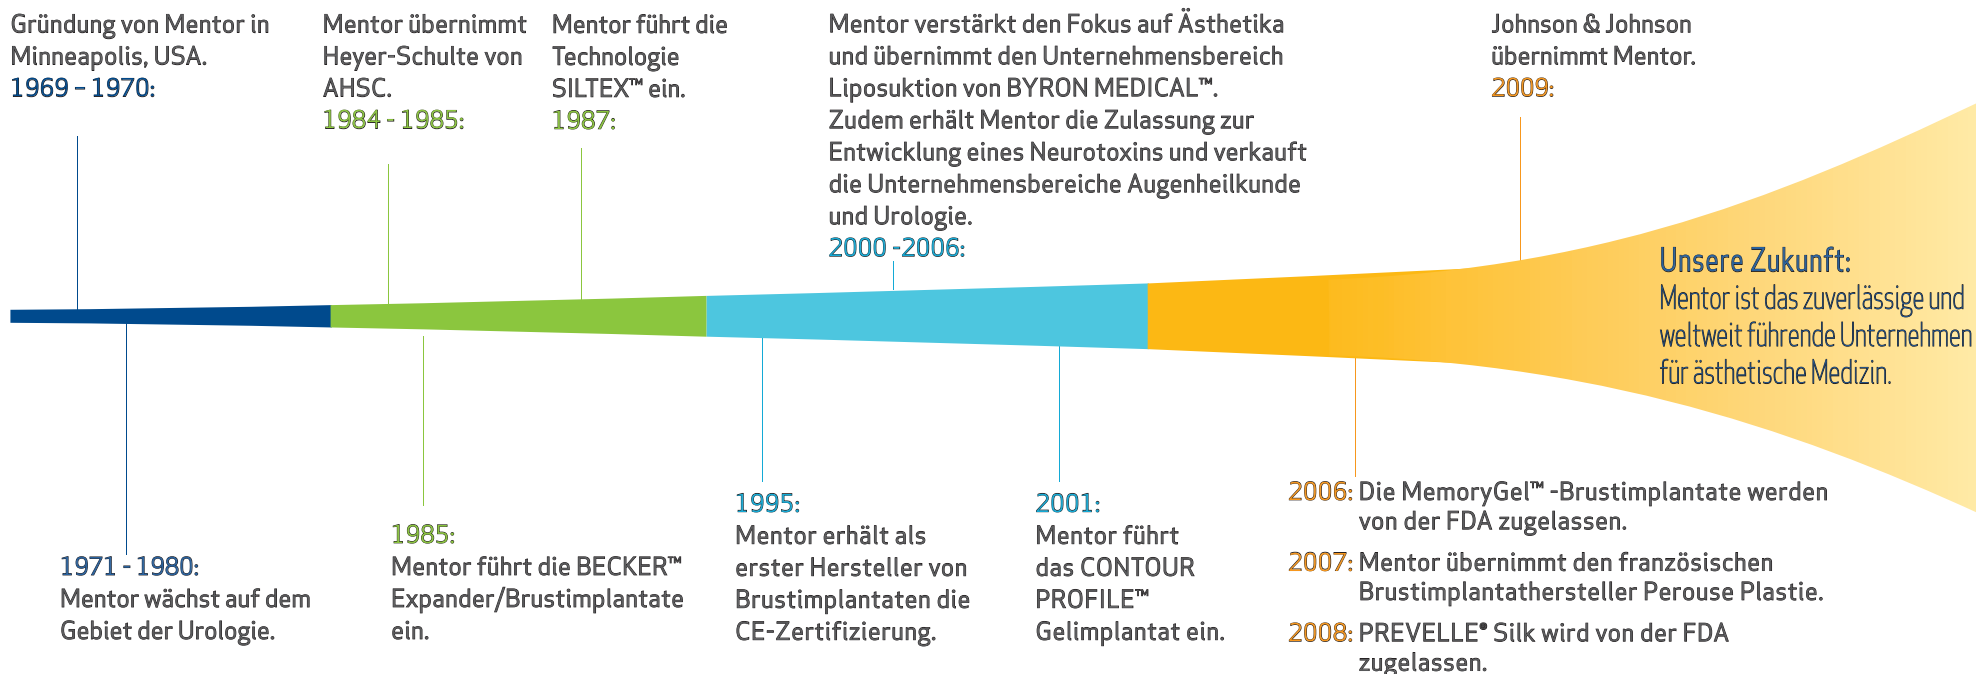 Gründung von Mentor in
Minneapolis, USA.
1969 – 1970:
Mentor übernimmt
Heyer-Schulte von
AHSC.
1984 - 1985:
Mentor führt die
Technologie
SILTEX™ ein.
1987:
Mentor verstärkt den Fokus auf Ästhetika
und übernimmt den Unternehmensbereich
Liposuktion von BYRON MEDICAL™.
Zudem erhält Mentor die Zulassung zur
Entwicklung eines Neurotoxins und verkauft
die Unternehmensbereiche Augenheilkunde
und Urologie.
2000 -2006:
Johnson & Johnson
übernimmt Mentor.
2009:
Unsere Zukunft:
Mentor ist das zuverlässige und
weltweit führende Unternehmen
für ästhetische Medizin.
1971 - 1980:
Mentor wächst auf dem
Gebiet der Urologie.
1985:
Mentor führt die BECKER™
Expander/Brustimplantate
ein.
1995:
Mentor erhält als
erster Hersteller von
Brustimplantaten die
CE-Zertifizierung.
2001:
Mentor führt
das CONTOUR
PROFILE™
Gelimplantat ein.
2006: Die MemoryGel™ -Brustimplantate werden
von der FDA zugelassen.
2007: Mentor übernimmt den französischen
Brustimplantathersteller Perouse Plastie.
2008: PREVELLE® Silk wird von der FDA
zugelassen.